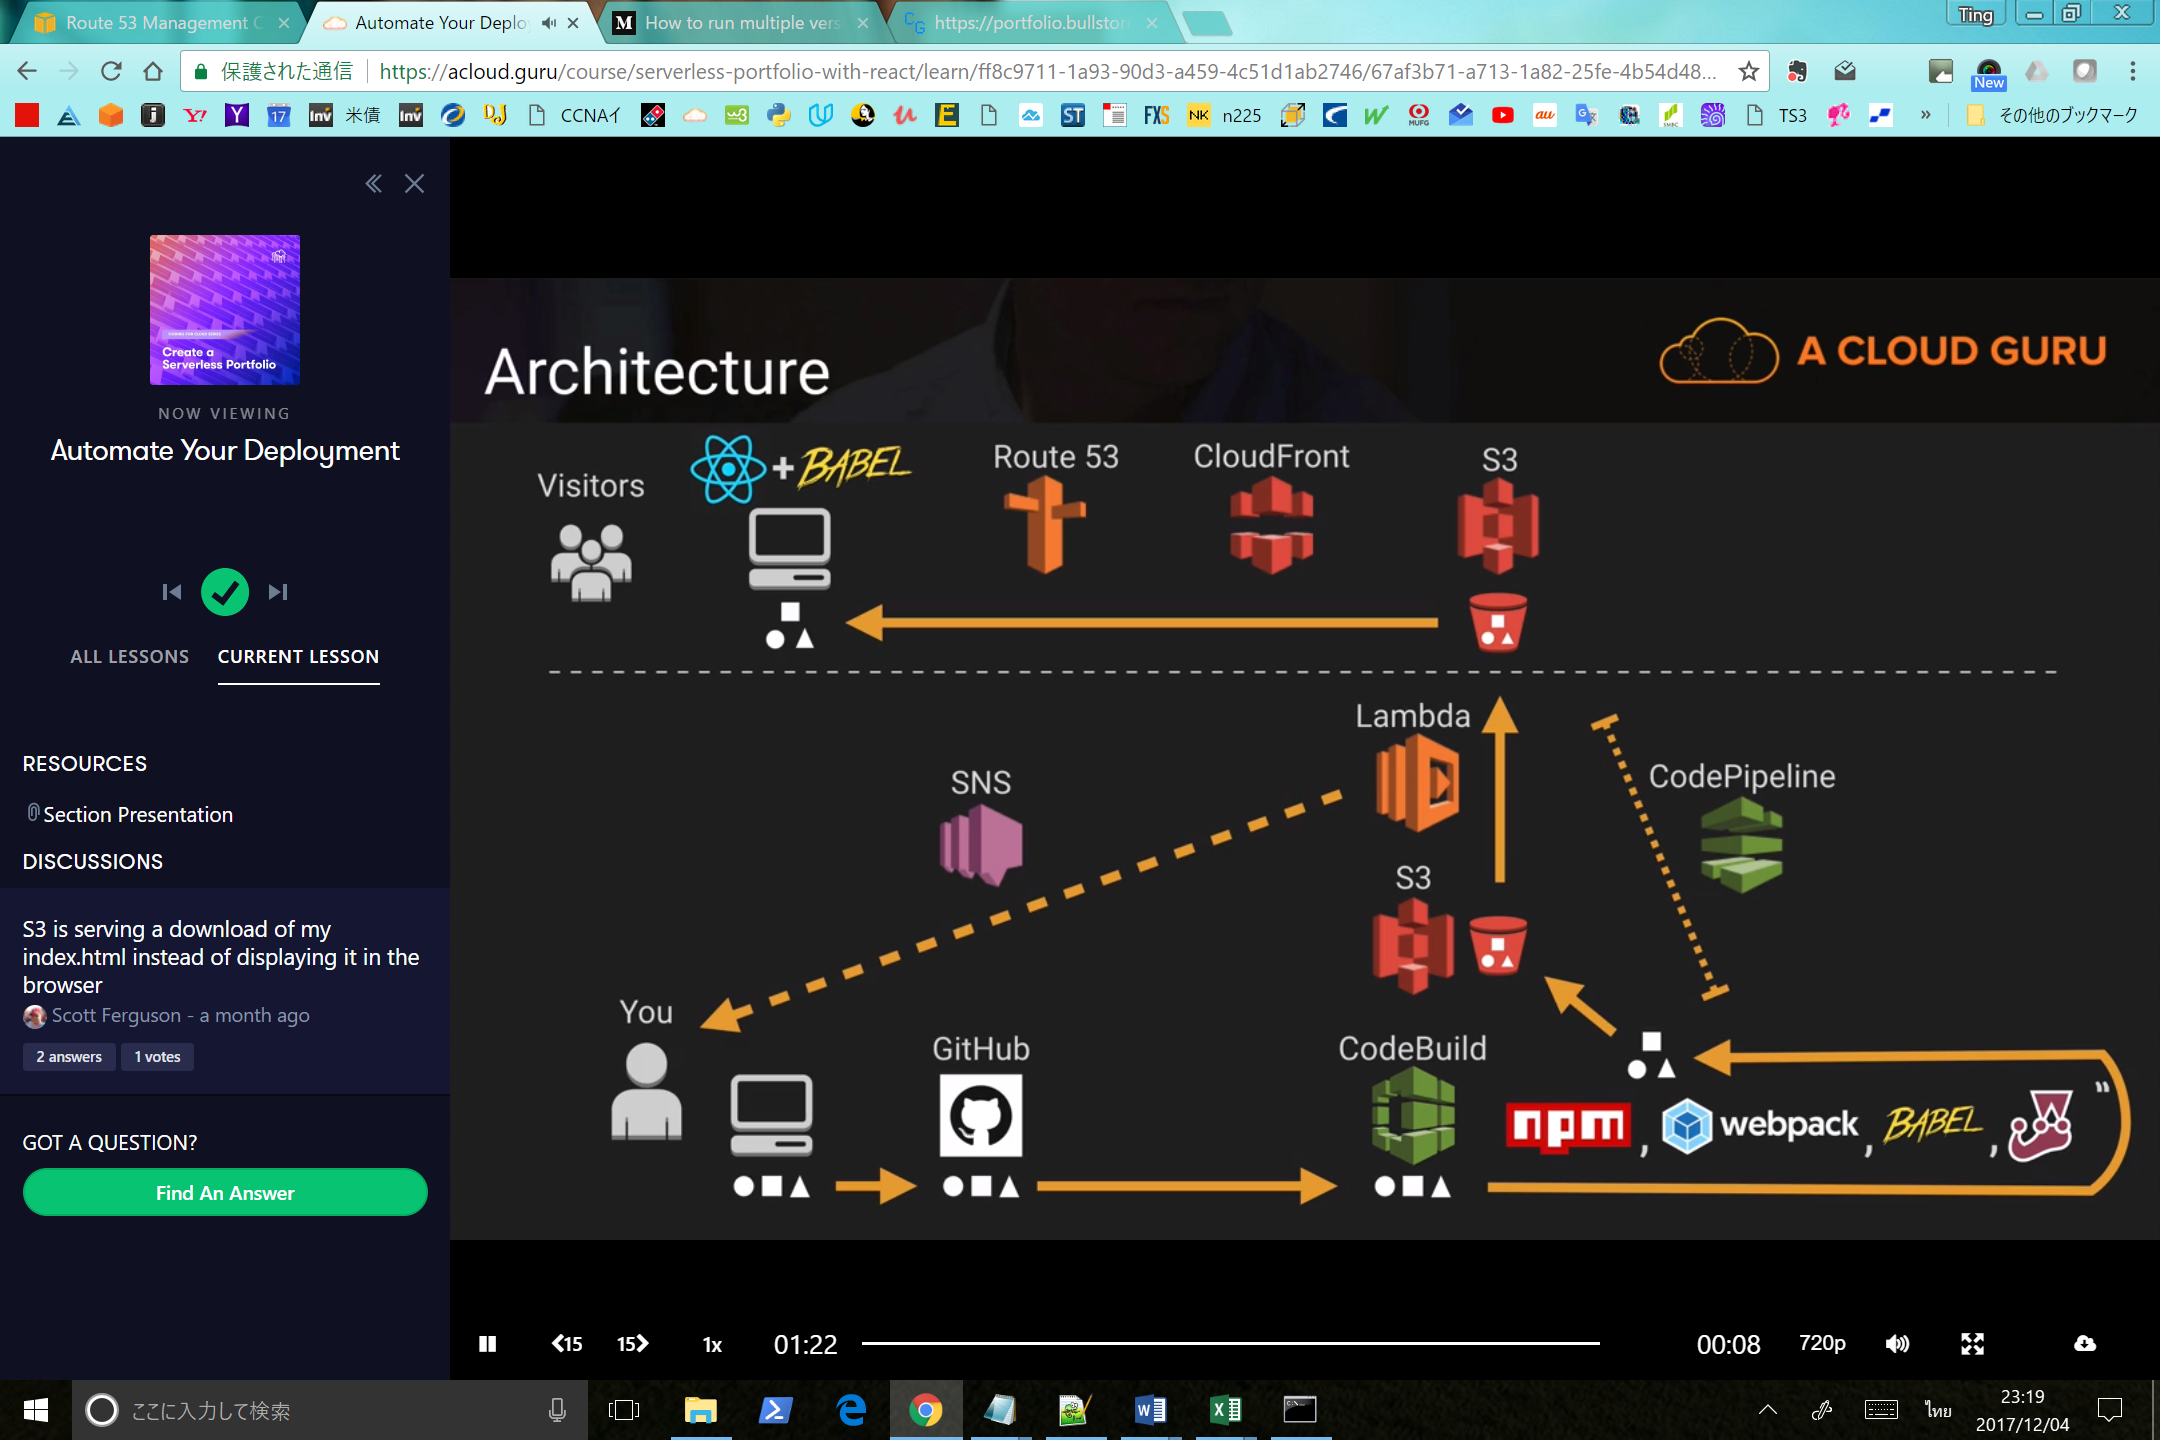 Route 53 Management C
Automate Your Deplo
How to run multiple vers
https://portfolio.bullstor
Ting
保護された通信
https://acloud.guru/course/serverless-portfolio-with-react/learn/ff8c9711-1a93-90d3-a459-4c51d1ab2746/67af3b71-a713-1a82-25fe-4b54d48...
New
17
Inv
米債
Inv
DJ
CCNAイ
w3
E
ST
FXS
NK
n225
MUFG
au
SMBC
TS3
»
その他のブックマーク
Create a
Serverless Portfolio
NOW VIEWING
Automate Your Deployment
ALL LESSONS
CURRENT LESSON
RESOURCES
Section Presentation
DISCUSSIONS
S3 is serving a download of my
index.html instead of displaying it in the
browser
Scott Ferguson - a month ago
2 answers
1 votes
GOT A QUESTION?
Find An Answer
Architecture
A CLOUD GURU
Visitors
+ BABEL
Route 53
CloudFront
S3
Lambda
SNS
CodePipeline
S3
You
GitHub
CodeBuild
npm , webpack , BABEL , “
15
15
1x
01:22
00:08
720p
ここに入力して検索
ไทย
23:19
2017/12/04